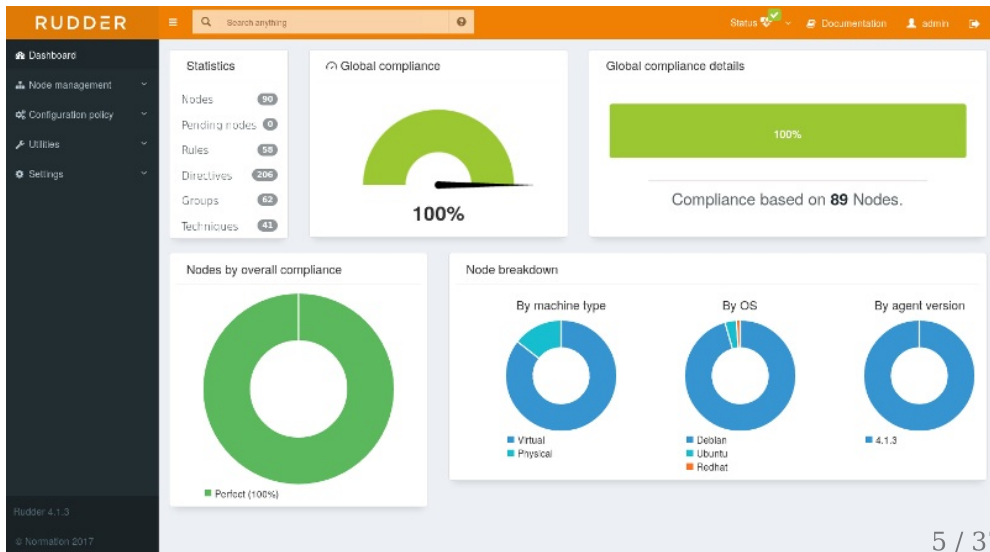 RUDDER
Search anything
Status
Documentation
admin
Dashboard
Node management
Configuration policy
Utilities
Settings
Statistics
Nodes 90
Pending nodes 0
Rules 58
Directives 206
Groups 62
Techniques 41
Global compliance
100%
Global compliance details
100%
Compliance based on 89 Nodes.
Nodes by overall compliance
Perfect (100%)
Node breakdown
By machine type
Virtual
Physical
By OS
Debian
Ubuntu
Redhat
By agent version
4.1.3
Rudder 4.1.3
© Normation 2017